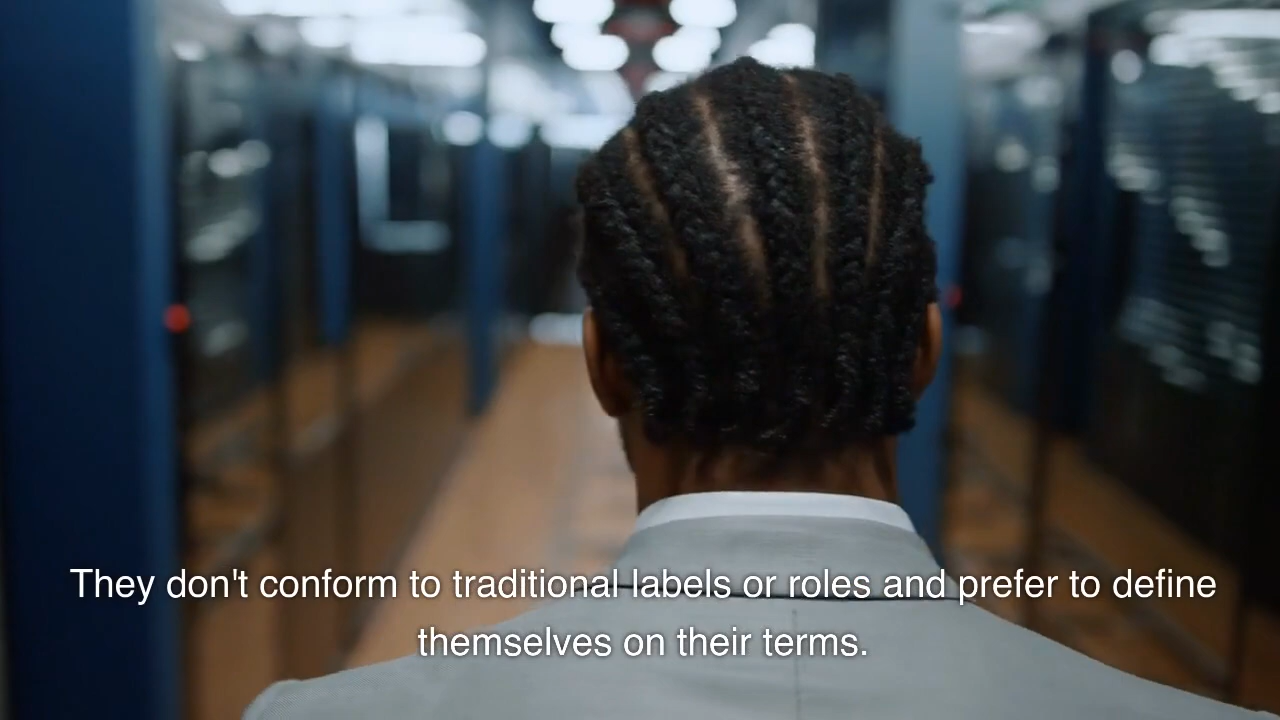 They don't conform to traditional labels or roles and prefer to define
themselves on their terms.